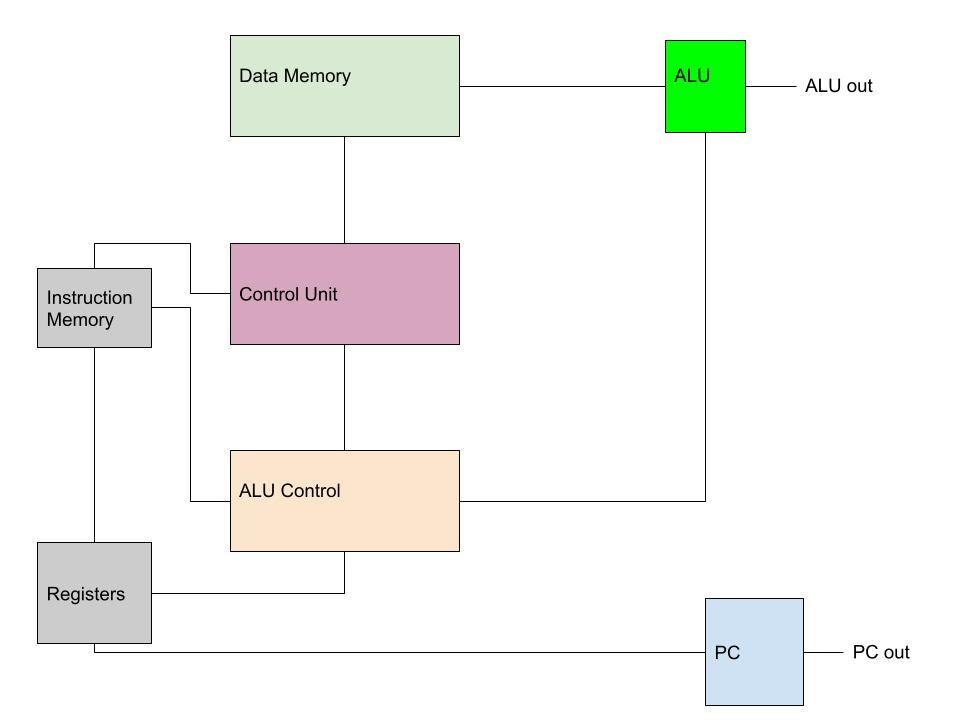 Data Memory
ALU
ALU out
Control Unit
Instruction
Memory
ALU Control
Registers
PC
PC out